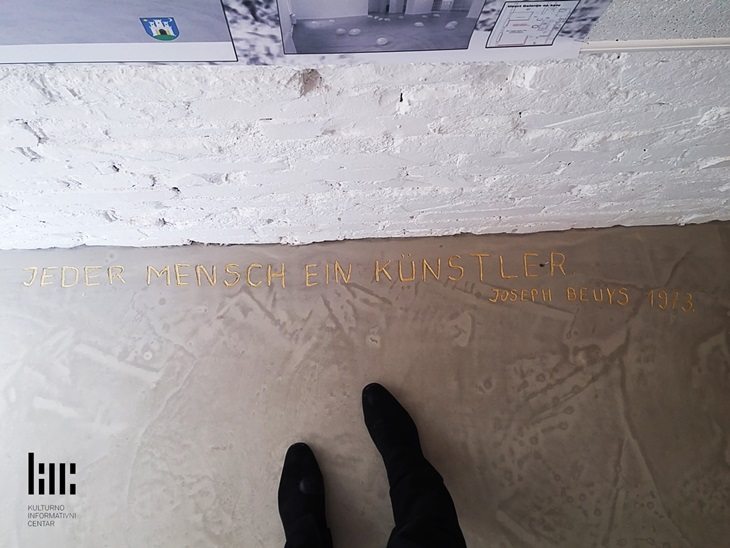 JEDER MENSCH EIN KÜNSTLER
JOSEPH BEUYS 1973.
KULTURNO
INFORMATIVNI
CENTAR